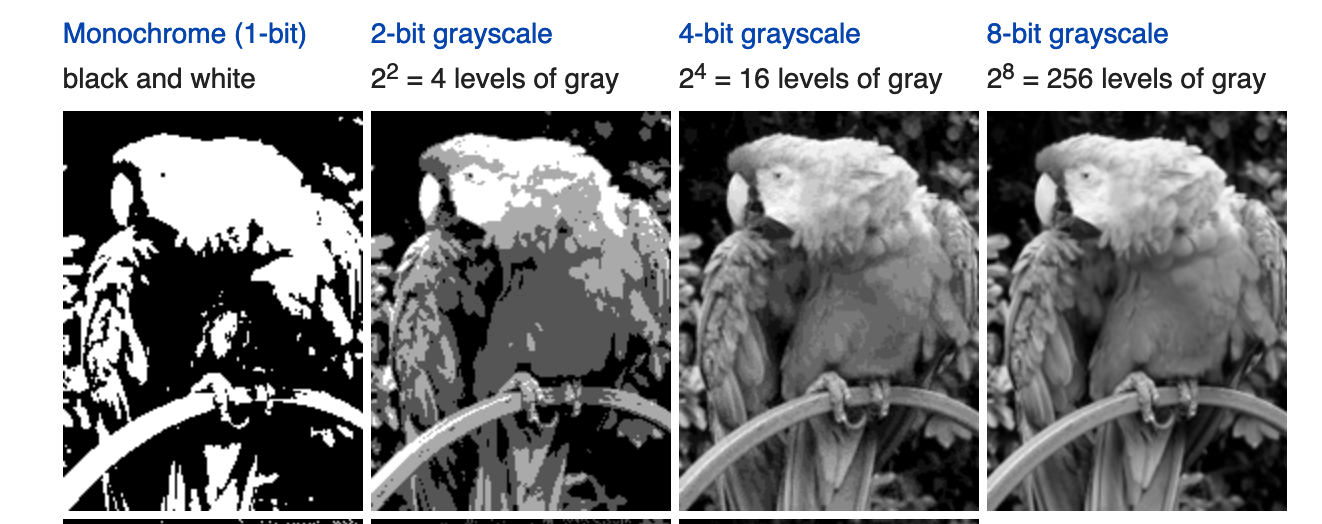 Monochrome (1-bit) 2-bit grayscale 4-bit grayscale 8-bit grayscale
black and white 2² = 4 levels of gray 2⁴ = 16 levels of gray 2⁸ = 256 levels of gray